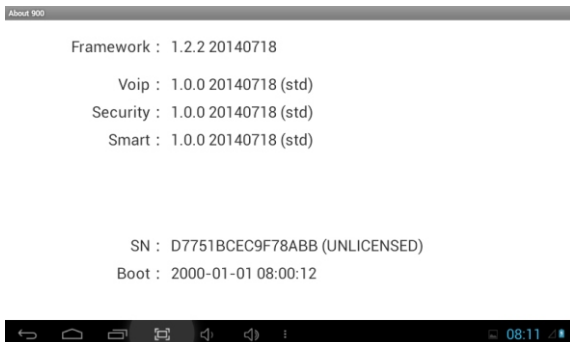 About 900
Framework : 1.2.2 20140718
Voip : 1.0.0 20140718 (std)
Security : 1.0.0 20140718 (std)
Smart : 1.0.0 20140718 (std)
SN : D7751BCEC9F78ABB (UNLICENSED)
Boot : 2000-01-01 08:00:12
08:11